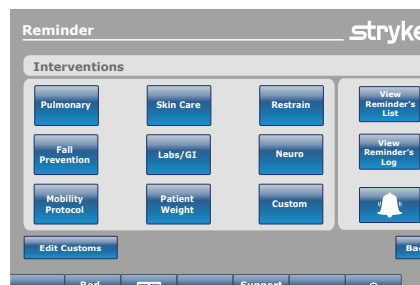 Reminder
stryke
Interventions
Pulmonary
Skin Care
Restrain
View
Reminder's
List
Fall
Prevention
Labs/GI
Neuro
View
Reminder's
Log
Mobility
Protocol
Patient
Weight
Custom
Edit Customs
Ba
Bed
Support